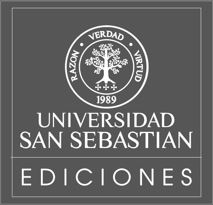 RAZON · VERDAD · VIRTUD
1989
UNIVERSIDAD
SAN SEBASTIAN
EDICIONES